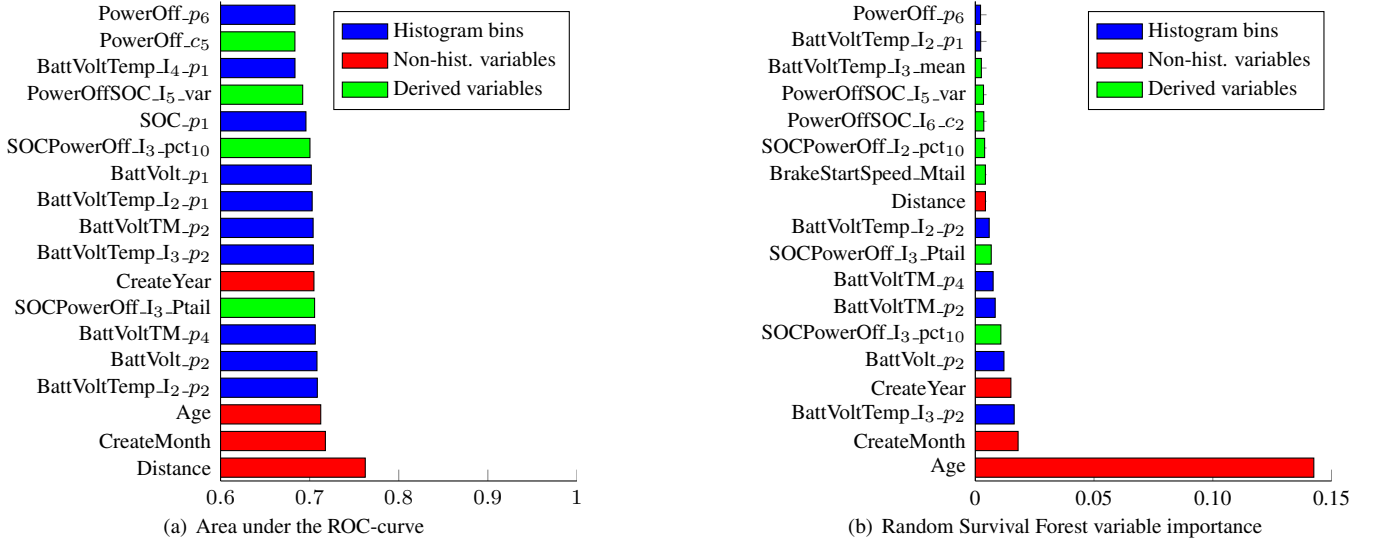 PowerOff_p₆
PowerOff_c₅
BattVoltTemp_I₄_p₁
PowerOffSOC_I₅_var
SOC_p₁
SOCPowerOff_I₃_pct₁₀
BattVolt_p₁
BattVoltTemp_I₂_p₁
BattVoltTM_p₂
BattVoltTemp_I₃_p₂
CreateYear
SOCPowerOff_I₃_Ptail
BattVoltTM_p₄
BattVolt_p₂
BattVoltTemp_I₂_p₂
Age
CreateMonth
Distance
0.6 0.7 0.8 0.9 1
Histogram bins
Non-hist. variables
Derived variables
(a) Area under the ROC-curve
PowerOff_p₆
BattVoltTemp_I₂_p₁
BattVoltTemp_I₃_mean
PowerOffSOC_I₅_var
PowerOffSOC_I₆_c₂
SOCPowerOff_I₂_pct₁₀
BrakeStartSpeed_Mtail
Distance
BattVoltTemp_I₂_p₂
SOCPowerOff_I₃_Ptail
BattVoltTM_p₄
BattVoltTM_p₂
SOCPowerOff_I₃_pct₁₀
BattVolt_p₂
CreateYear
BattVoltTemp_I₃_p₂
CreateMonth
Age
0 0.05 0.10 0.15
Histogram bins
Non-hist. variables
Derived variables
(b) Random Survival Forest variable importance